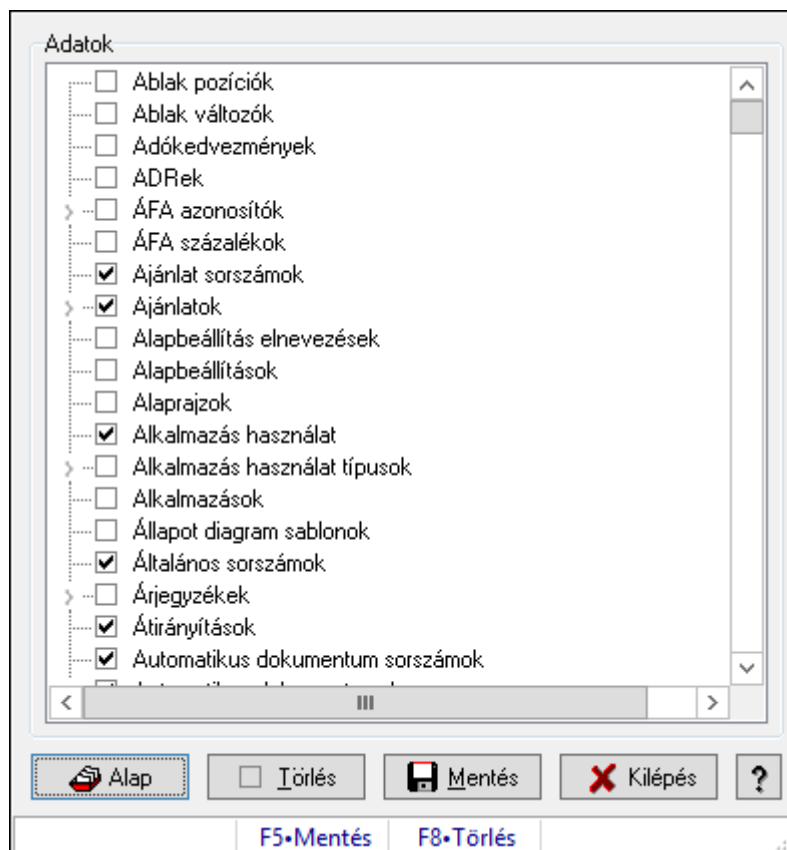 Adatok
Ablak pozíciók
Ablak változók
Adókedvezmények
ADRek
ÁFA azonosítók
ÁFA százalékok
Ajánlat sorszámok
Ajánlatok
Alapbeállítás elnevezések
Alapbeállítások
Alaprajzok
Alkalmazás használat
Alkalmazás használat típusok
Alkalmazások
Állapot diagram sablonok
Általános sorszámok
Árjegyzékek
Átirányítások
Automatikus dokumentum sorszámok
Alap Törlés Mentés Kilépés ?
F5•Mentés F8•Törlés